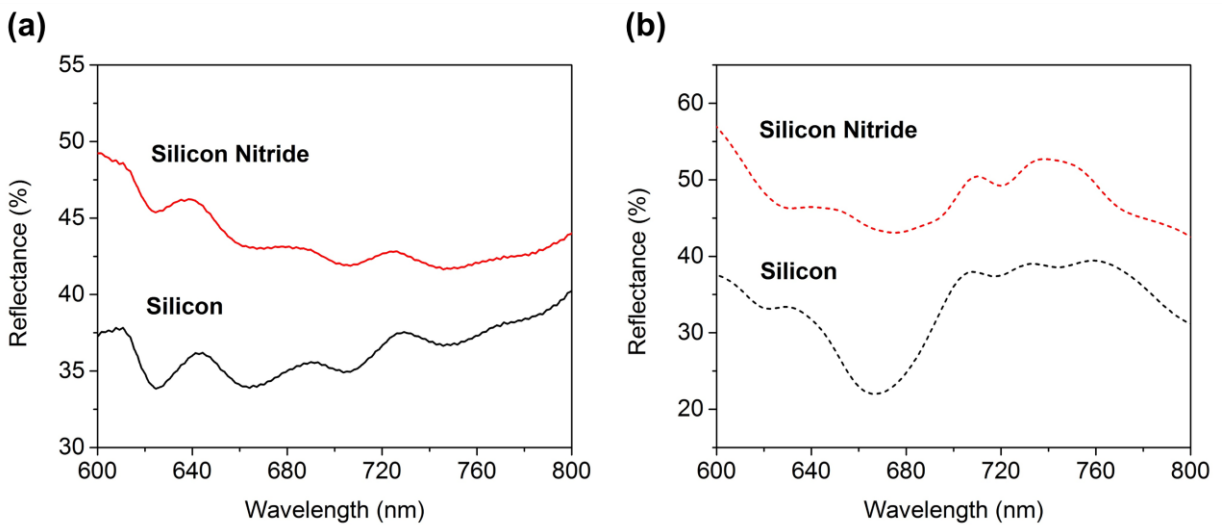 (a)
55
50
45
40
35
30
Reflectance (%)
Silicon Nitride
Silicon
600
640
680
720
760
800
Wavelength (nm)
(b)
60
50
40
30
20
Reflectance (%)
Silicon Nitride
Silicon
600
640
680
720
760
800
Wavelength (nm)